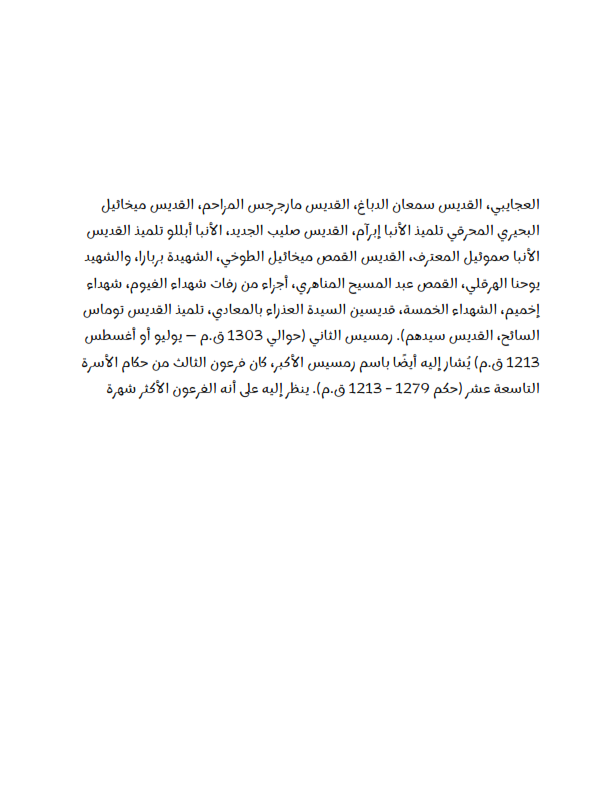 العجايبي، القديس سمعان الدباغ، القديس مارجرجس المزاحم، القديس ميخائيل
البحيري المحرقي تلميذ الأنبا إبرآم، القديس صليب الجديد، الأنبا أبللو تلميذ القديس
الأنبا صموئيل المعترف، القديس القمص ميخائيل الطوخي، الشهيدة بربارا، والشهيد
يوحنا الهرقلي، القمص عبد المسيح المناهري، أجزاء من رفات شهداء الفيوم، شهداء
إخميم، الشهداء الخمسة، قديسين السيدة العذراء بالمعادي، تلميذ القديس توماس
السائح، القديس سيدهم). رمسيس الثاني (حوالي 1303 ق.م – يوليو أو أغسطس
1213 ق.م) يُشار إليه أيضًا باسم رمسيس الأكبر، كان فرعون الثالث من حكام الأسرة
التاسعة عشر (حكم 1279 - 1213 ق.م). ينظر إليه على أنه الفرعون الأكثر شهرة